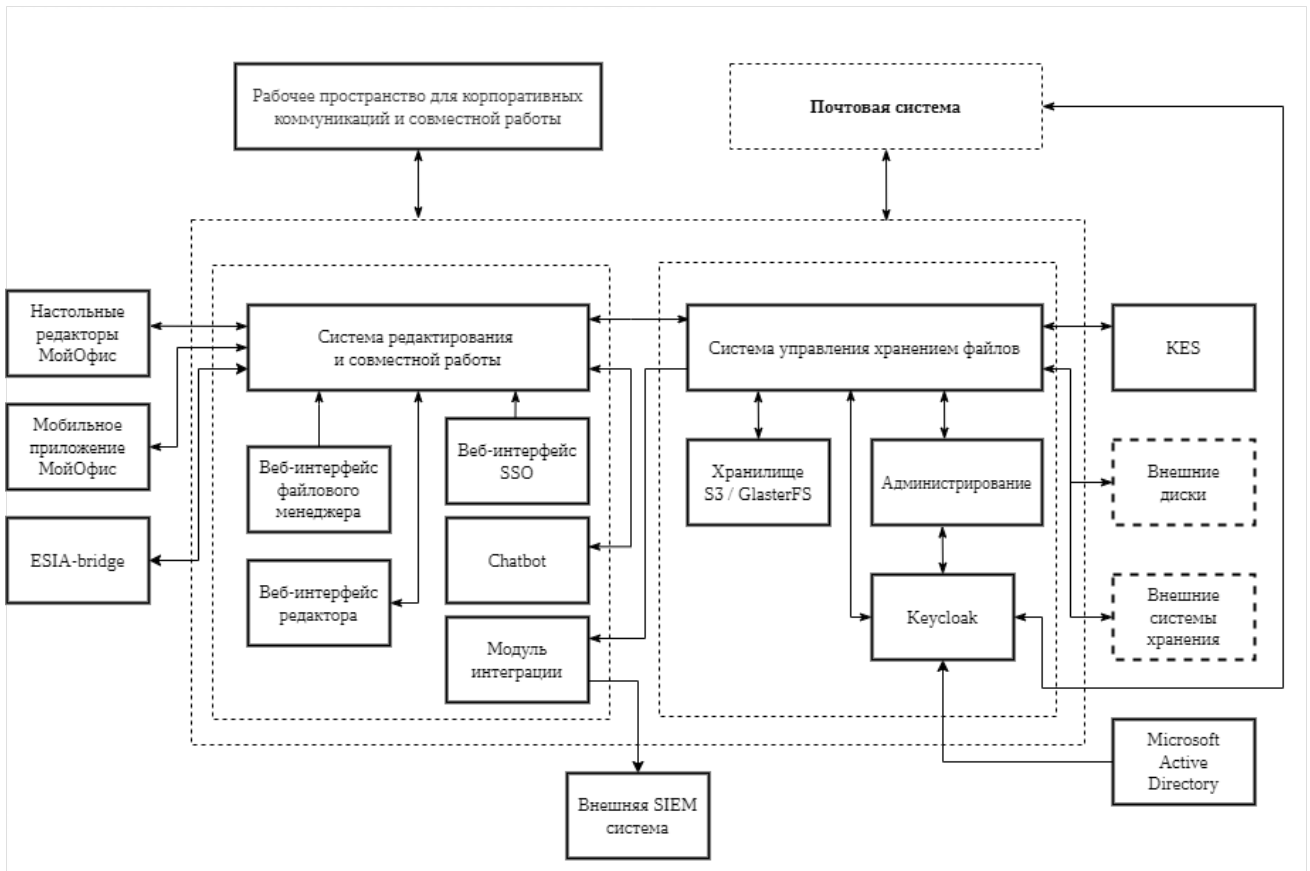 Рабочее пространство для корпоративных
коммуникаций и совместной работы
Почтовая система
Настольные
редакторы
МойОфис
Система редактирования
и совместной работы
Система управления хранением файлов
KES
Мобильное
приложение
МойОфис
Веб-интерфейс
файлового
менеджера
Веб-интерфейс
SSO
Хранилище
S3 / GlasterFS
Администрирование
Внешние
диски
ESIA-bridge
Веб-интерфейс
редактора
Chatbot
Keycloak
Внешние
системы
хранения
Модуль
интеграции
Microsoft
Active
Directory
Внешняя SIEM
система